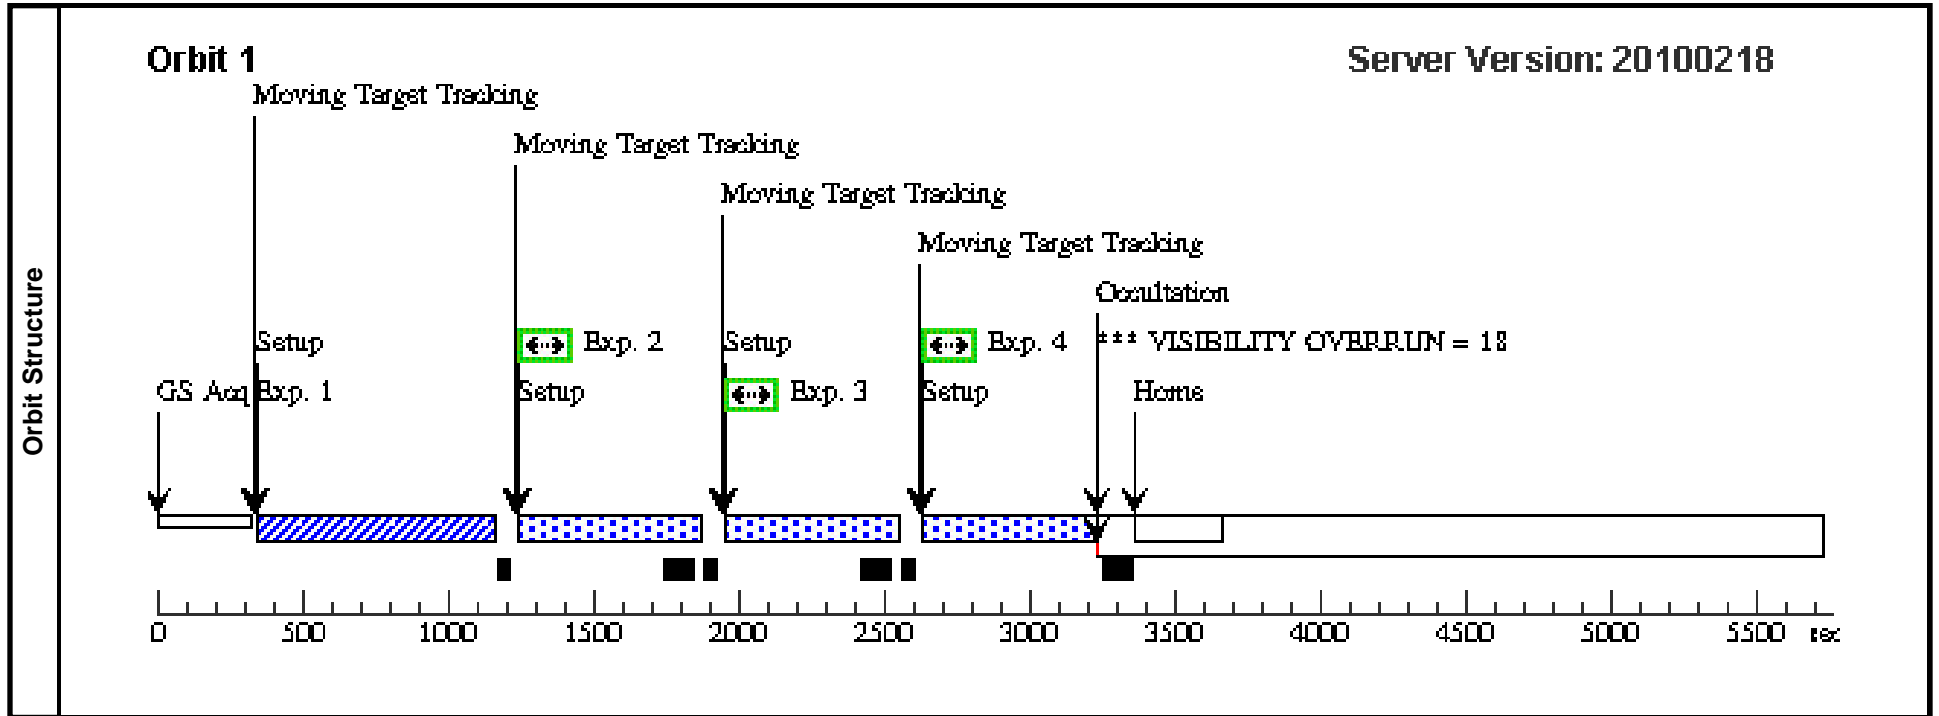 Orbit Structure
Orbit 1 Server Version: 20100218
Moving Target Tracking
Moving Target Tracking
Moving Target Tracking
Moving Target Tracking
Occultation
Setup Exp. 2 Setup Exp. 4 *** VISIBILITY OVERRUN = 18
GS Acq Exp. 1 Setup Exp. 3 Setup Home
0 500 1000 1500 2000 2500 3000 3500 4000 4500 5000 5500 sec